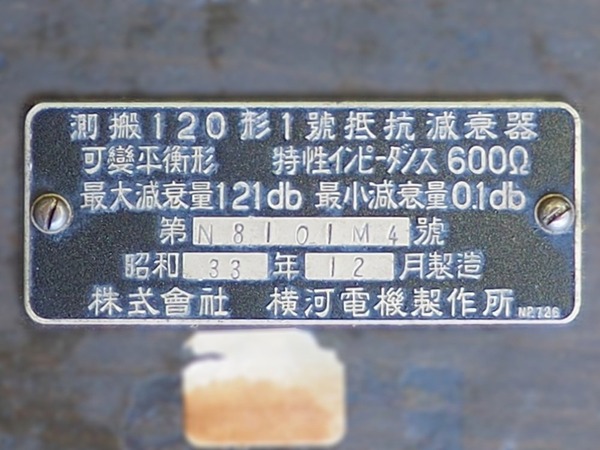 測搬120形1號抵抗減衰器
可變平衡形 特性インピーダンス 600Ω
最大減衰量121db 最小減衰量0.1db
第 N8101M4 號
昭和 33 年 12 月製造
株式會社 横河電機製作所 NP.726